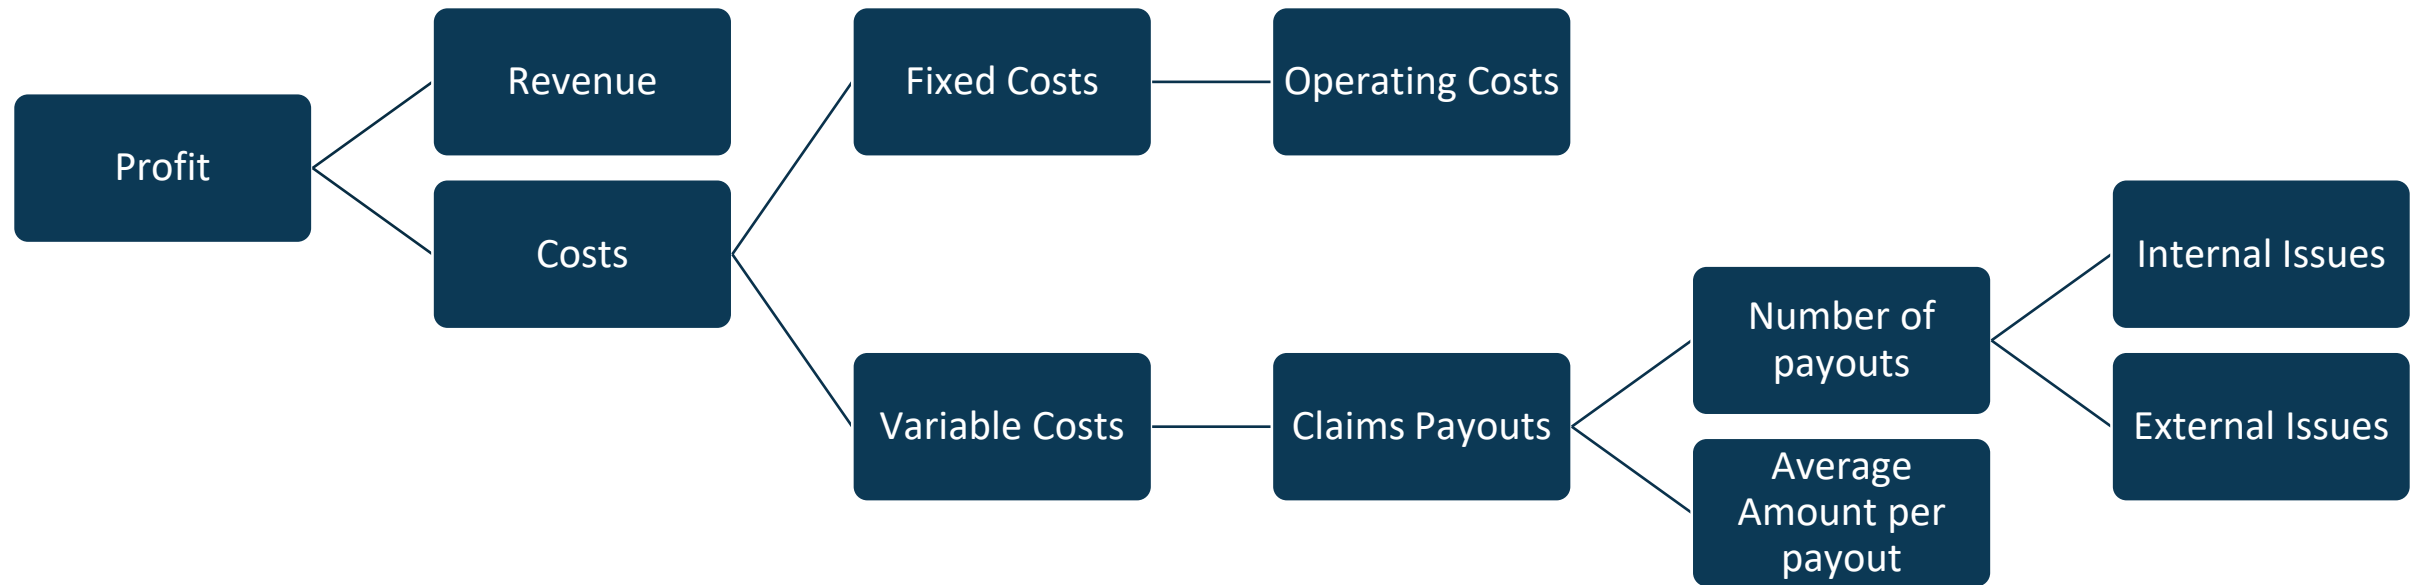 Profit
Revenue
Costs
Fixed Costs
Operating Costs
Variable Costs
Claims Payouts
Number of
payouts
Average
Amount per
payout
Internal Issues
External Issues